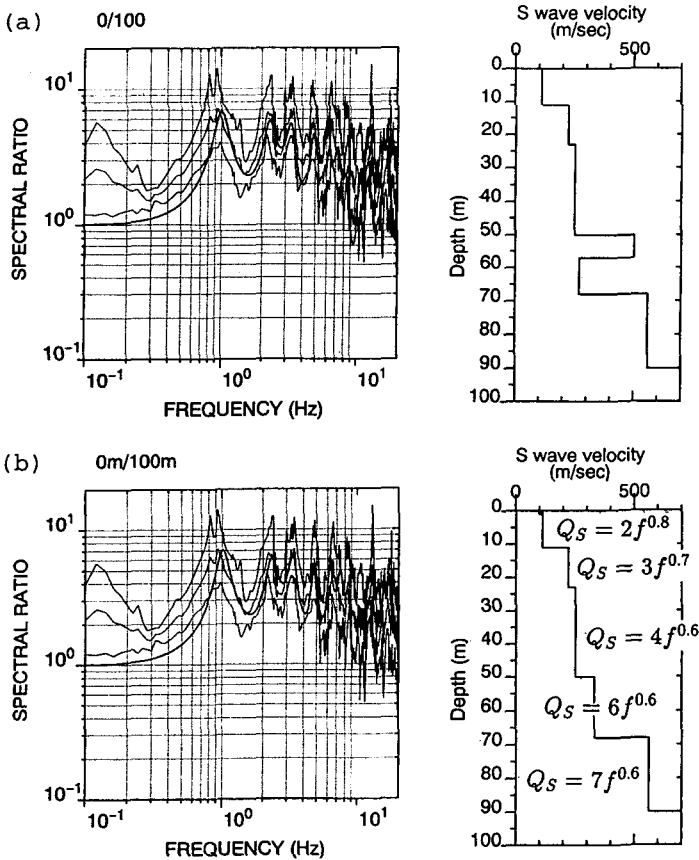 (a)
0/100
SPECTRAL RATIO
10¹
10⁰
10⁻¹
10⁻¹
10⁰
10¹
FREQUENCY (Hz)
S wave velocity
(m/sec)
0
500
Depth (m)
0
10
20
30
40
50
60
70
80
90
100
(b)
0m/100m
SPECTRAL RATIO
10¹
10⁰
10⁻¹
10⁻¹
10⁰
10¹
FREQUENCY (Hz)
S wave velocity
(m/sec)
0
500
Depth (m)
0
10
20
30
40
50
60
70
80
90
100
Q_S = 2f^0.8
Q_S = 3f^0.7
Q_S = 4f^0.6
Q_S = 6f^0.6
Q_S = 7f^0.6